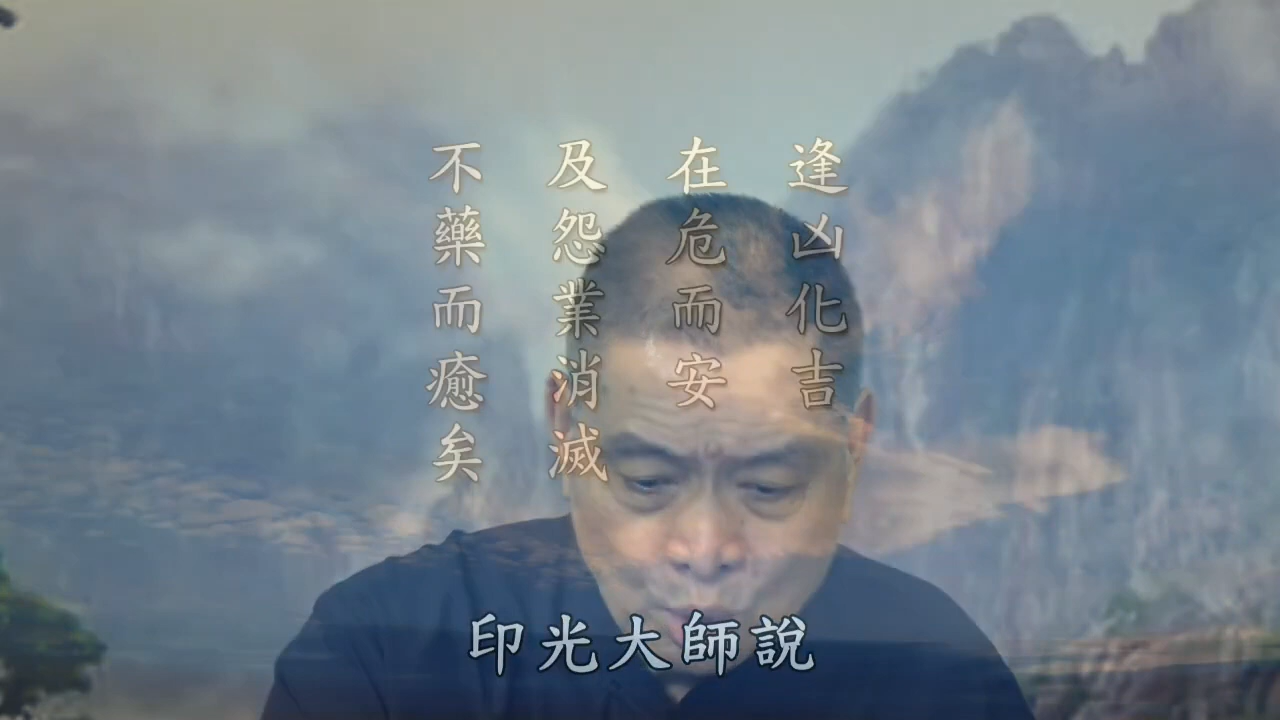 逢凶化吉
在危而安
及怨業消滅
不藥而癒矣
印光大師說